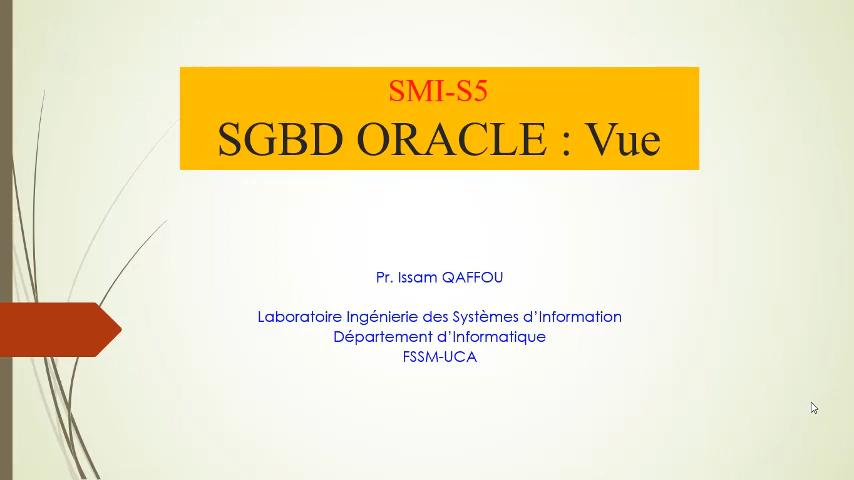 SMI-S5
SGBD ORACLE : Vue
Pr. Issam QAFFOU
Laboratoire Ingénierie des Systèmes d’Information
Département d’Informatique
FSSM-UCA